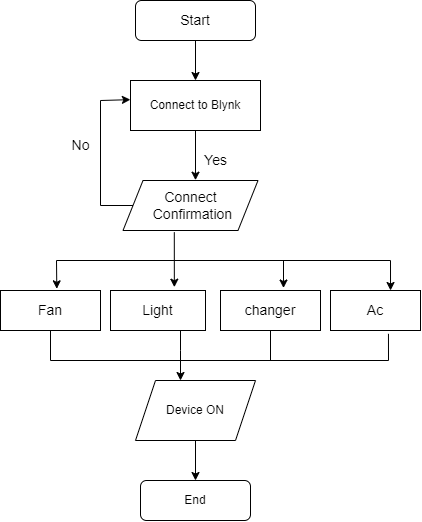 Start
Connect to Blynk
No
Yes
Connect
Confirmation
Fan
Light
changer
Ac
Device ON
End